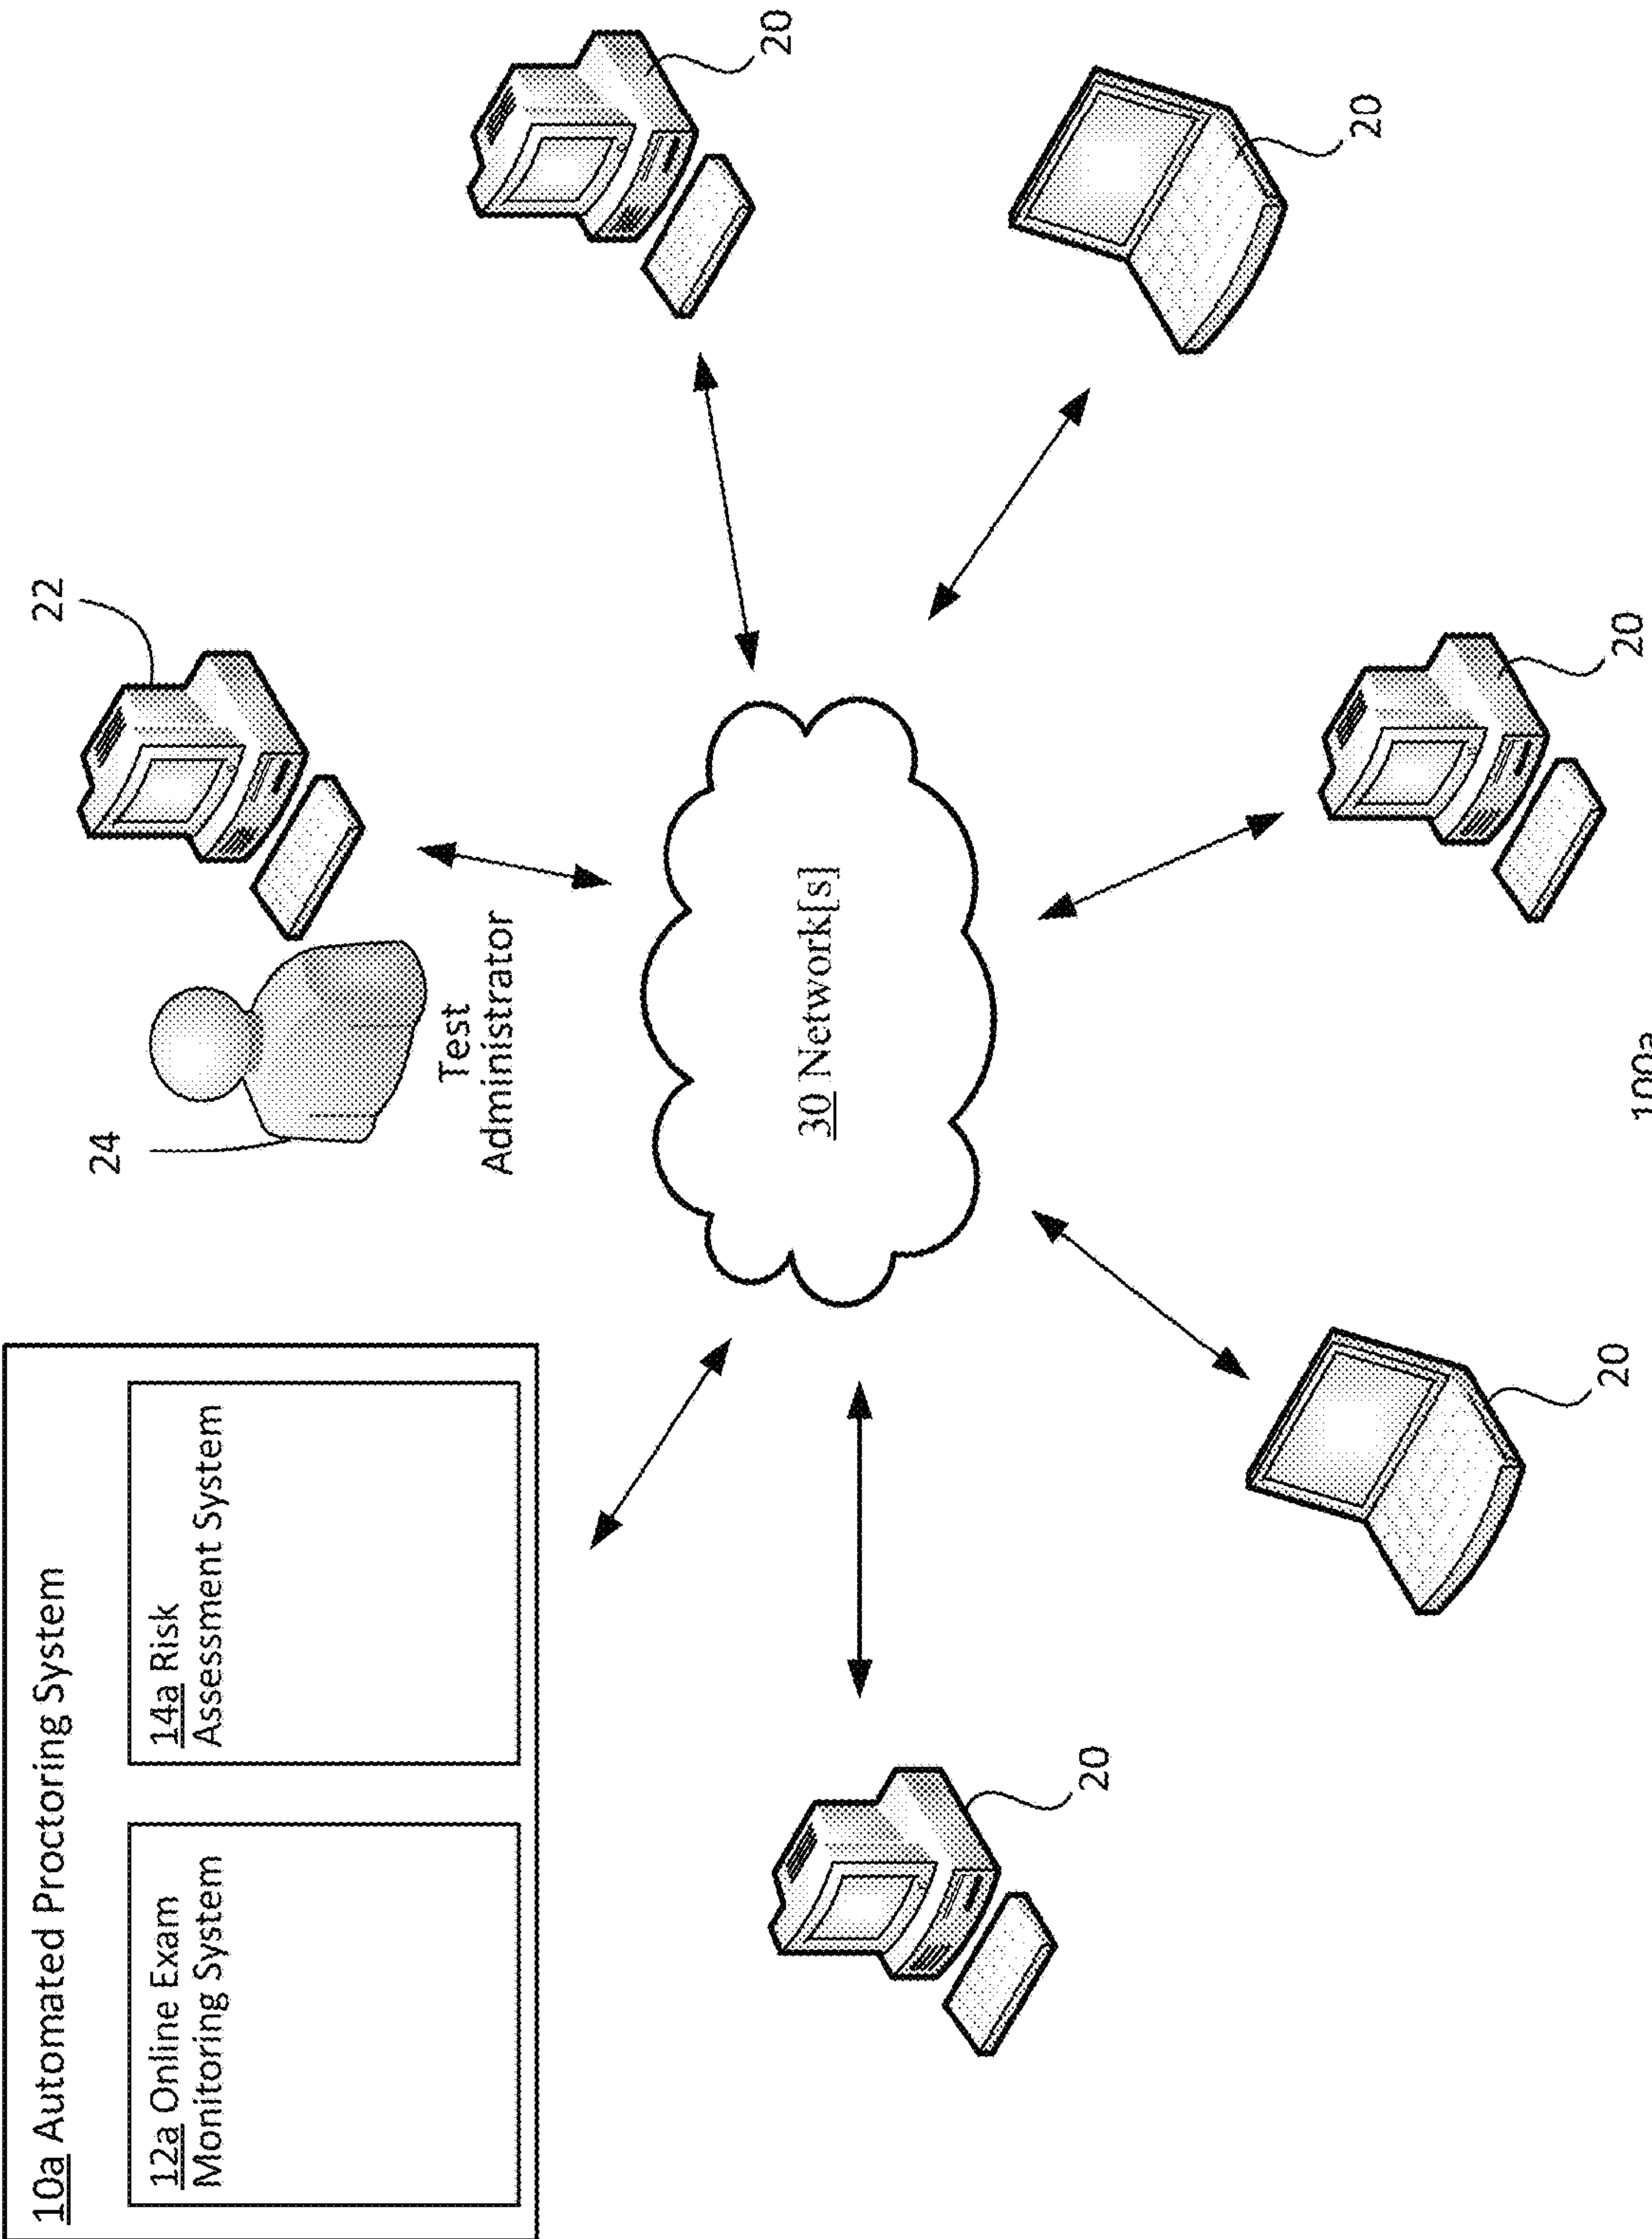 10a Automated Proctoring System
12a Online Exam
Monitoring System
14a Risk
Assessment System
24
Test
Administrator
22
20
30 Network[s]
20
20
20
20
100a